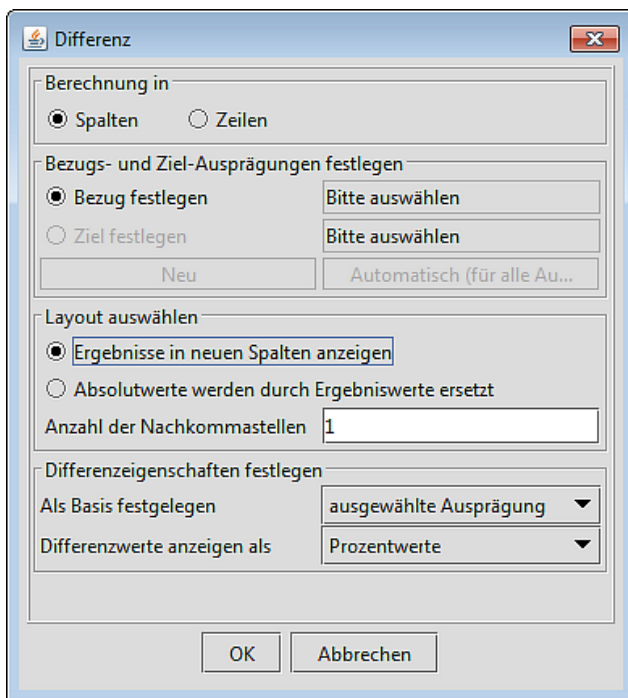 Differenz
Berechnung in
Spalten Zeilen
Bezugs- und Ziel-Ausprägungen festlegen
Bezug festlegen Bitte auswählen
Ziel festlegen Bitte auswählen
Neu Automatisch (für alle Au...
Layout auswählen
Ergebnisse in neuen Spalten anzeigen
Absolutwerte werden durch Ergebniswerte ersetzt
Anzahl der Nachkommastellen 1
Differenzeigenschaften festlegen
Als Basis festgelegen ausgewählte Ausprägung
Differenzwerte anzeigen als Prozentwerte
OK Abbrechen